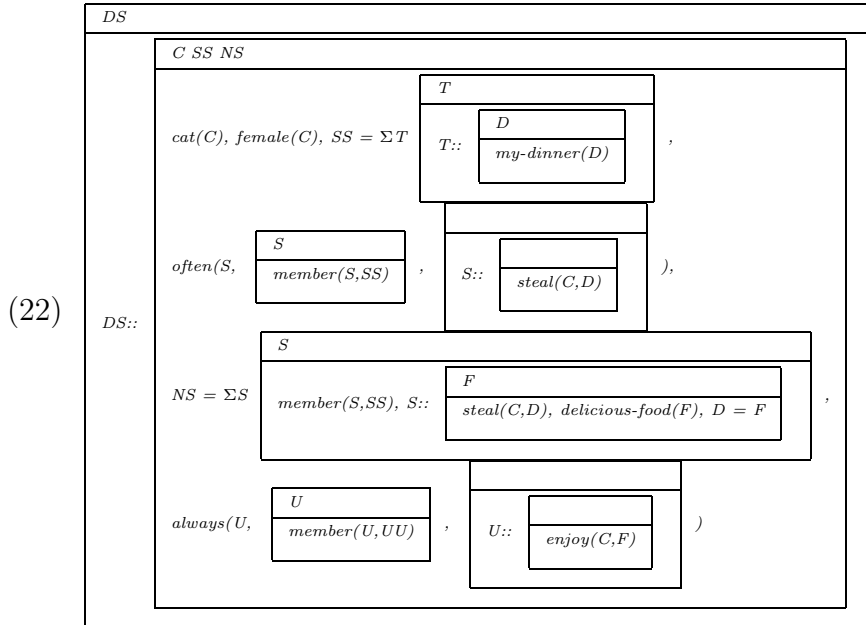 DS
C SS NS
T
cat(C), female(C), SS = ΣT T:: D ,
my-dinner(D)
often(S, S , S:: ),
member(S,SS) steal(C,D)
(22) DS::
S
NS = ΣS member(S,SS), S:: F ,
steal(C,D), delicious-food(F), D = F
always(U, U , U:: )
member(U,UU) enjoy(C,F)